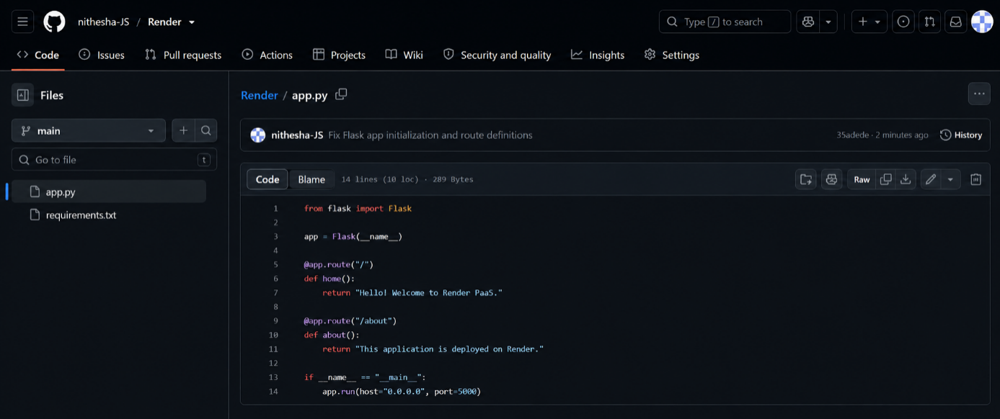 nithesha-JS / Render
Type / to search
Code Issues Pull requests Actions Projects Wiki Security and quality Insights Settings
Files
main
Go to file t
app.py
requirements.txt
Render / app.py
nithesha-JS Fix Flask app initialization and route definitions 35adede · 2 minutes ago History
Code Blame 14 lines (10 loc) · 289 Bytes Raw
1 from flask import Flask
2
3 app = Flask(__name__)
4
5 @app.route("/")
6 def home():
7     return "Hello! Welcome to Render PaaS."
8
9 @app.route("/about")
10 def about():
11     return "This application is deployed on Render."
12
13 if __name__ == "__main__":
14     app.run(host="0.0.0.0", port=5000)